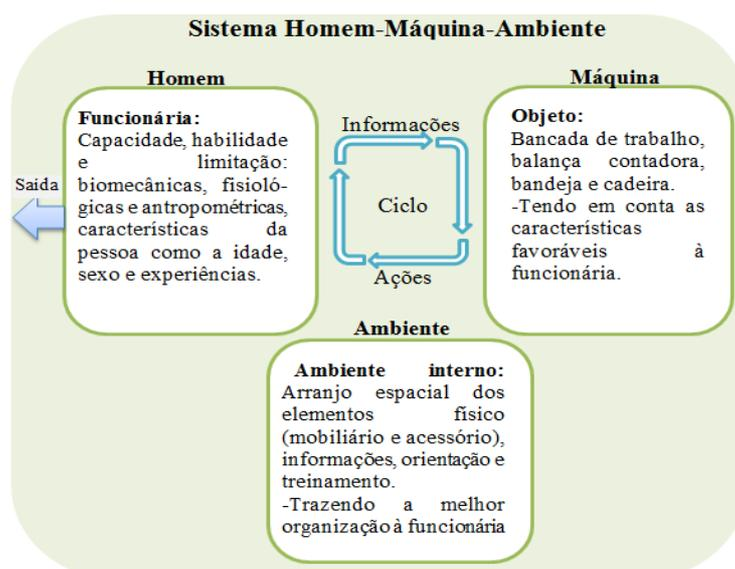 Sistema Homem-Máquina-Ambiente
Homem
Funcionária:
Capacidade, habilidade
e limitação:
biomecânicas, fisioló-
gicas e antropométricas,
características da
pessoa como a idade,
sexo e experiências.
Saída
Informações
Ciclo
Ações
Máquina
Objeto:
Bancada de trabalho,
balança contadora,
bandeja e cadeira.
-Tendo em conta as
características
favoráveis à
funcionária.
Ambiente
Ambiente interno:
Arranjo espacial dos
elementos físico
(mobiliário e acessório),
informações, orientação e
treinamento.
-Trazendo a melhor
organização à funcionária